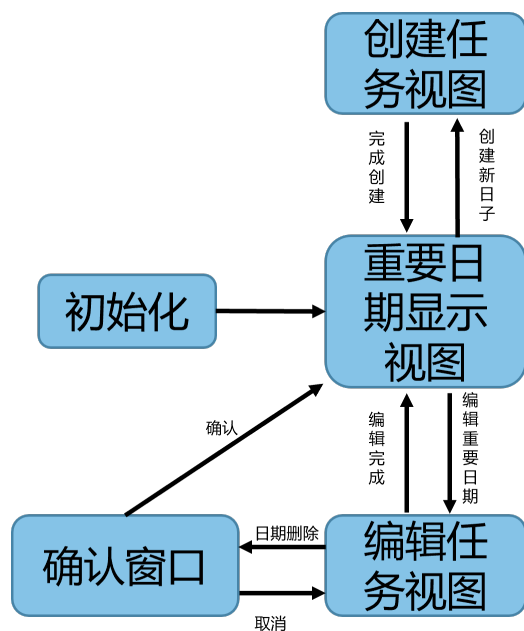 创建任
务视图
完成创建
创建新日子
重要日
期显示
视图
初始化
确认
编辑完成
编辑重要日期
日期删除
确认窗口
编辑任
务视图
取消